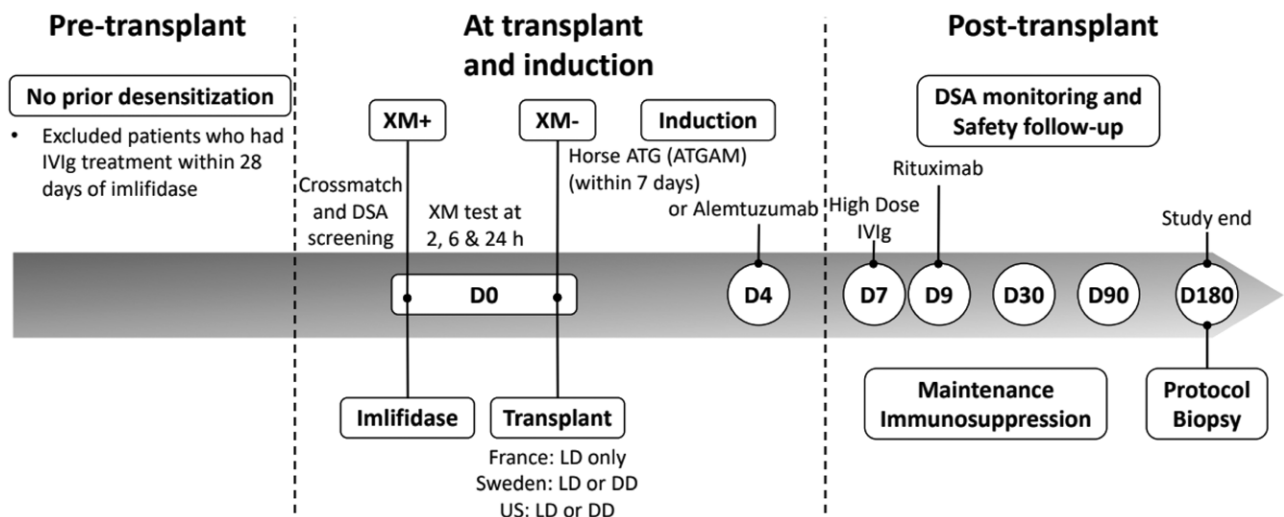 Pre-transplant
At transplant
and induction
Post-transplant
No prior desensitization
• Excluded patients who had
IVIg treatment within 28
days of imlifidase
XM+
XM-
Induction
DSA monitoring and
Safety follow-up
Crossmatch
and DSA
screening
XM test at
2, 6 & 24 h
Horse ATG (ATGAM)
(within 7 days)
or Alemtuzumab
High Dose
IVIg
Rituximab
Study end
D0
D4
D7
D9
D30
D90
D180
Imlifidase
Transplant
France: LD only
Sweden: LD or DD
US: LD or DD
Maintenance
Immunosuppression
Protocol
Biopsy